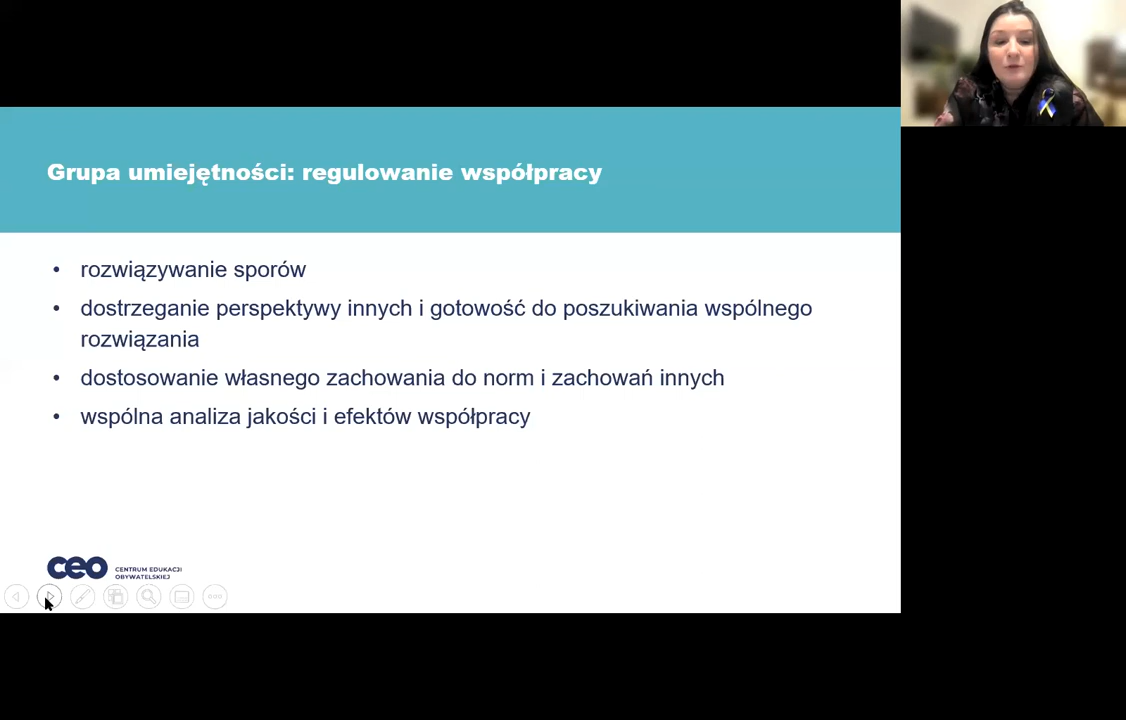 Grupa umiejętności: regulowanie współpracy
• rozwiązywanie sporów
• dostrzeganie perspektywy innych i gotowość do poszukiwania wspólnego
rozwiązania
• dostosowanie własnego zachowania do norm i zachowań innych
• wspólna analiza jakości i efektów współpracy
ceo
CENTRUM EDUKACJI
OBYWATELSKIEJ